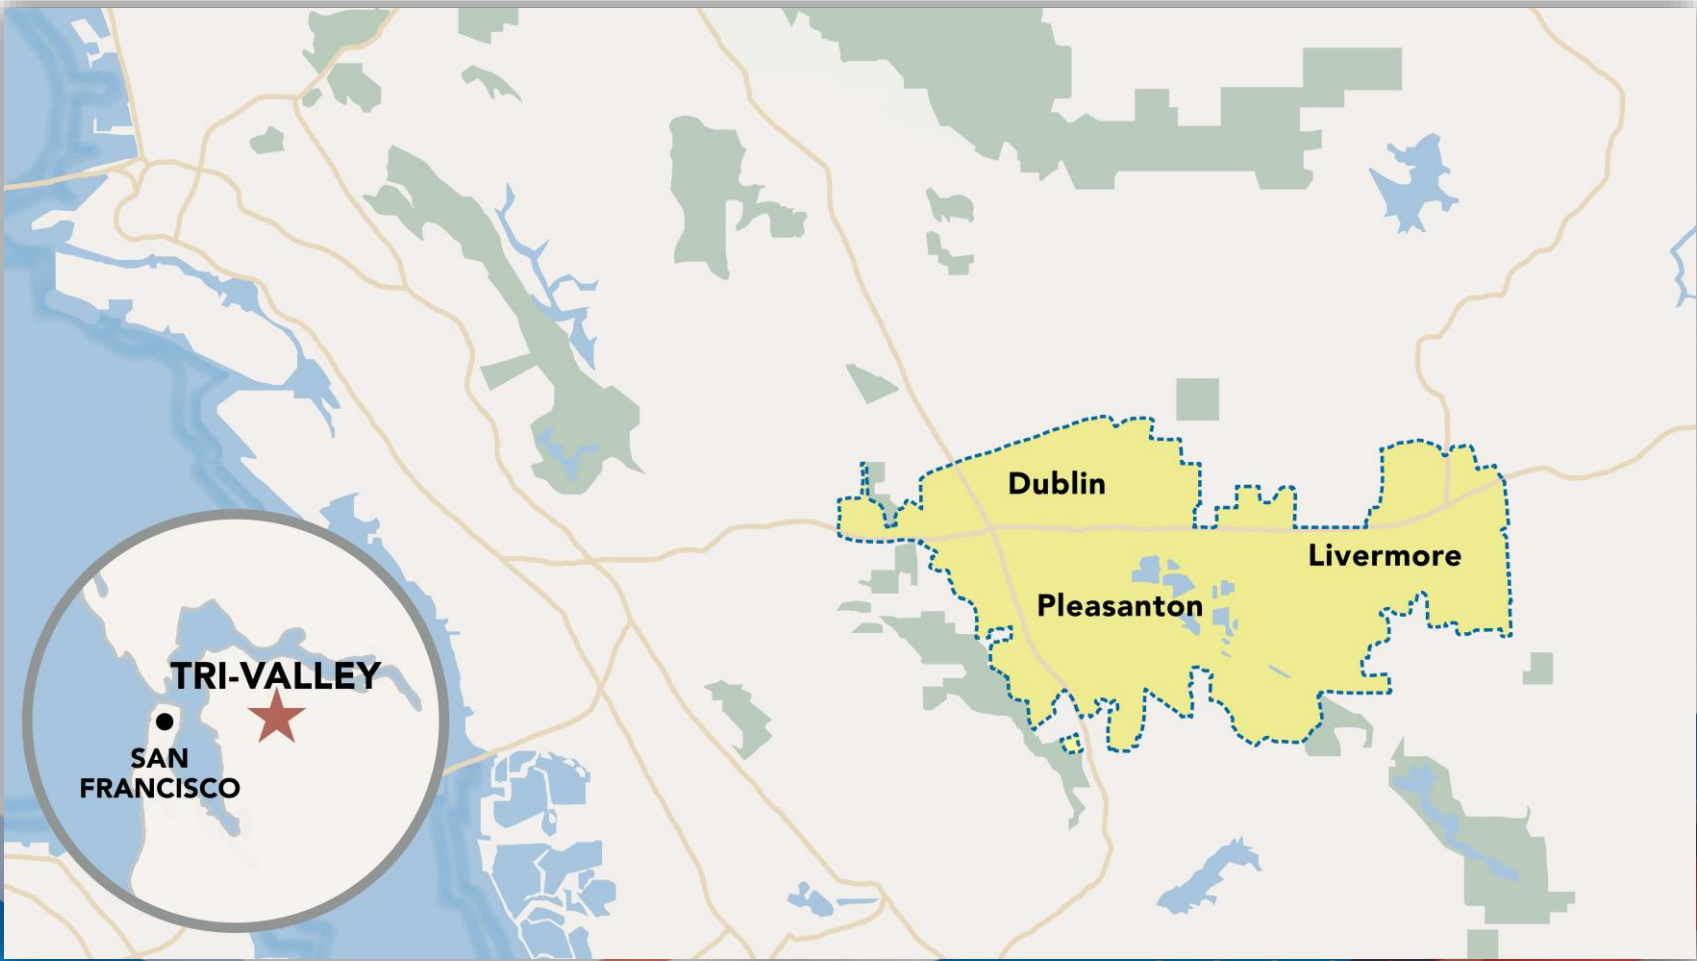 Dublin
Livermore
Pleasanton
TRI-VALLEY
SAN
FRANCISCO